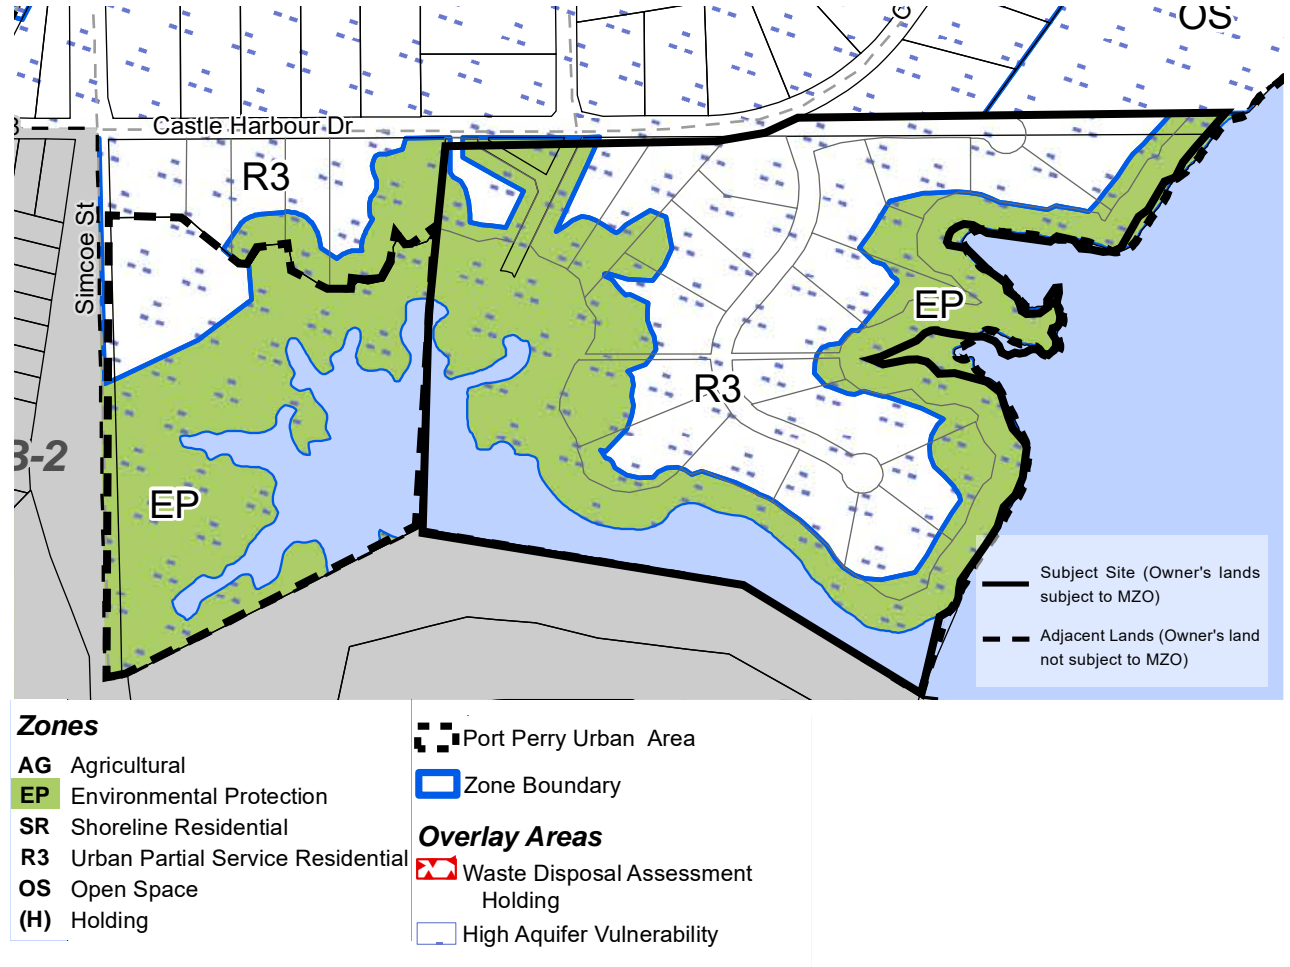 OS
Castle Harbour Dr
R3
Simcoe St
EP
R3
B-2
EP
Subject Site (Owner's lands
subject to MZO)
Adjacent Lands (Owner's land
not subject to MZO)
Zones
AG Agricultural
EP Environmental Protection
SR Shoreline Residential
R3 Urban Partial Service Residential
OS Open Space
(H) Holding
Port Perry Urban Area
Zone Boundary
Overlay Areas
Waste Disposal Assessment
Holding
High Aquifer Vulnerability